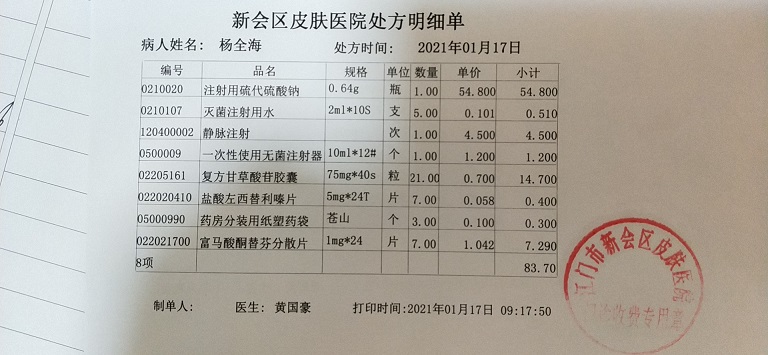 新会区皮肤医院处方明细单
病人姓名: 杨全海 处方时间: 2021年01月17日
编号 品名 规格 单位 数量 单价 小计
0210020 注射用硫代硫酸钠 0.64g 瓶 1.00 54.800 54.800
0210107 灭菌注射用水 2ml*10S 支 5.00 0.101 0.510
120400002 静脉注射 次 1.00 4.500 4.500
0500009 一次性使用无菌注射器 10ml*12# 个 1.00 1.200 1.200
02205161 复方甘草酸苷胶囊 75mg*40s 粒 21.00 0.700 14.700
022020410 盐酸左西替利嗪片 5mg*24T 片 7.00 0.058 0.400
05000990 药房分装用纸塑药袋 苍山 个 3.00 0.100 0.300
022021700 富马酸酮替芬分散片 1mg*24 片 7.00 1.042 7.290
8项 83.70
江门市新会区皮肤医院
门诊收费专用章
制单人: 医生: 黄国豪 打印时间:2021年01月17日 09:17:50